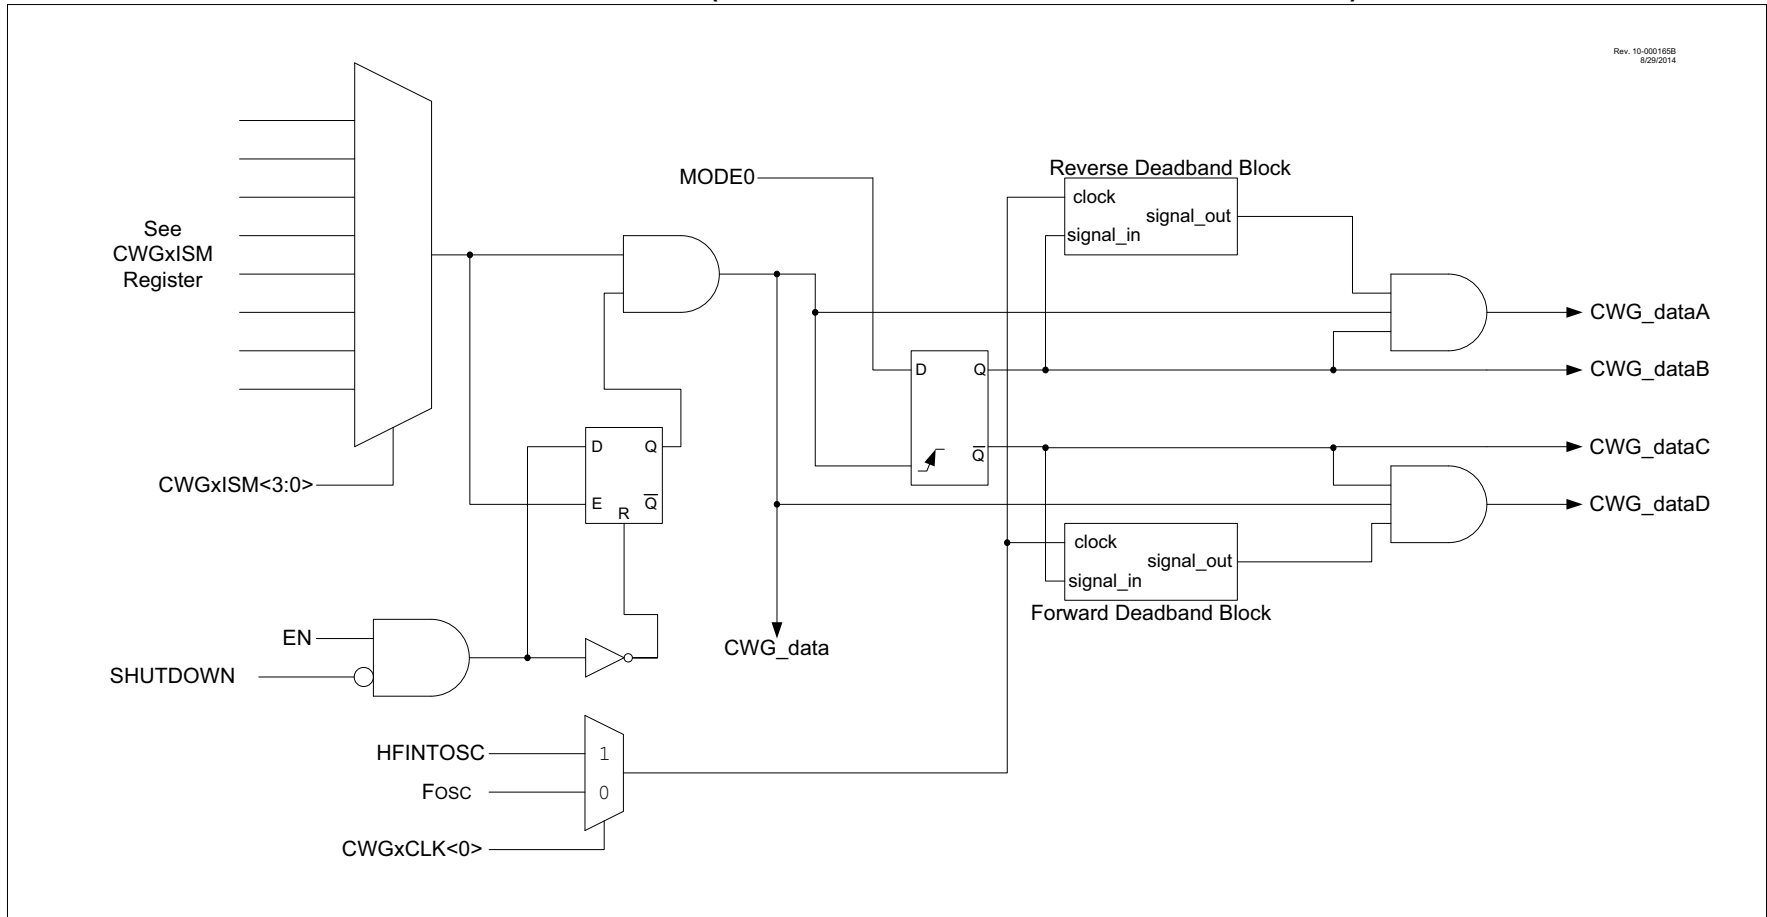 Rev. 10-000165B
8/29/2014
See
CWGxISM
Register
CWGxISM<3:0>
MODE0
Reverse Deadband Block
clock
signal_out
signal_in
D
Q
Q
CWG_dataA
CWG_dataB
CWG_dataC
CWG_dataD
D
Q
E
R
Q
clock
signal_out
signal_in
Forward Deadband Block
EN
SHUTDOWN
CWG_data
HFINTOSC
1
FOSC
0
CWGxCLK<0>